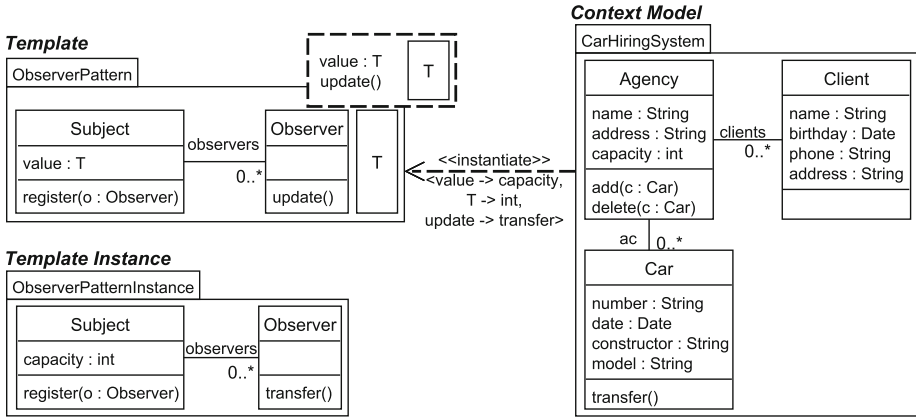 Template
ObserverPattern
value : T
update()
T
Subject
value : T
register(o : Observer)
observers
0..*
Observer
update()
T
<<instantiate>>
<value -> capacity,
T -> int,
update -> transfer>
Template Instance
ObserverPatternInstance
Subject
capacity : int
register(o : Observer)
observers
0..*
Observer
transfer()
Context Model
CarHiringSystem
Agency
name : String
address : String
capacity : int
add(c : Car)
delete(c : Car)
clients
0..*
Client
name : String
birthday : Date
phone : String
address : String
ac
0..*
Car
number : String
date : Date
constructor : String
model : String
transfer()